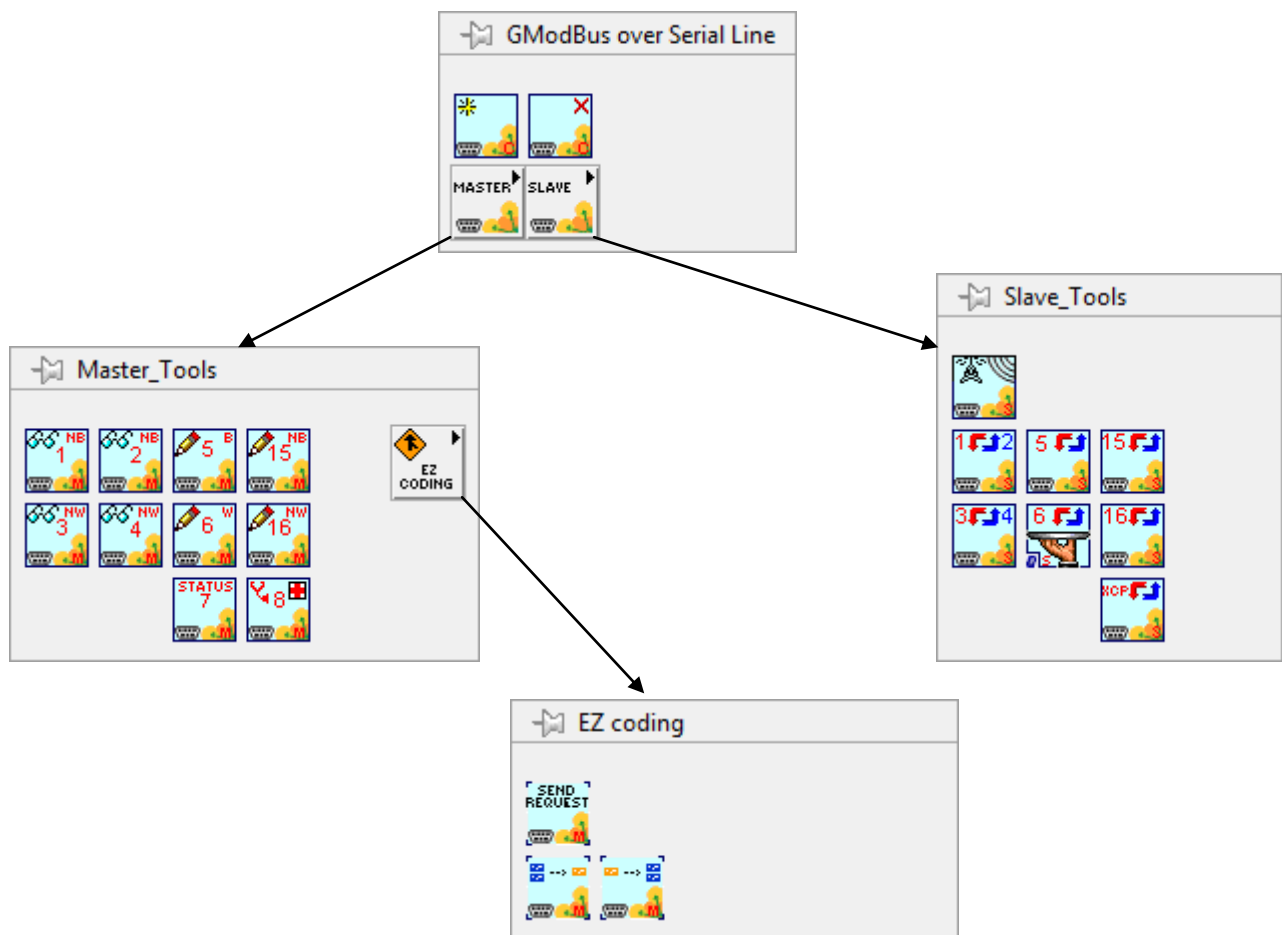 GModBus over Serial Line
C C
MASTER SLAVE
Slave_Tools
S
1 2 5 15
S S S
3 4 6 16
S S S
XCP
S
Master_Tools
NB 1 NB 2 B 5 NB 15
M M M M
EZ
CODING
NW 3 NW 4 W 6 NW 16
M M M M
STATUS 7 8
M M
EZ coding
SEND
REQUEST
M
--> -->
M M